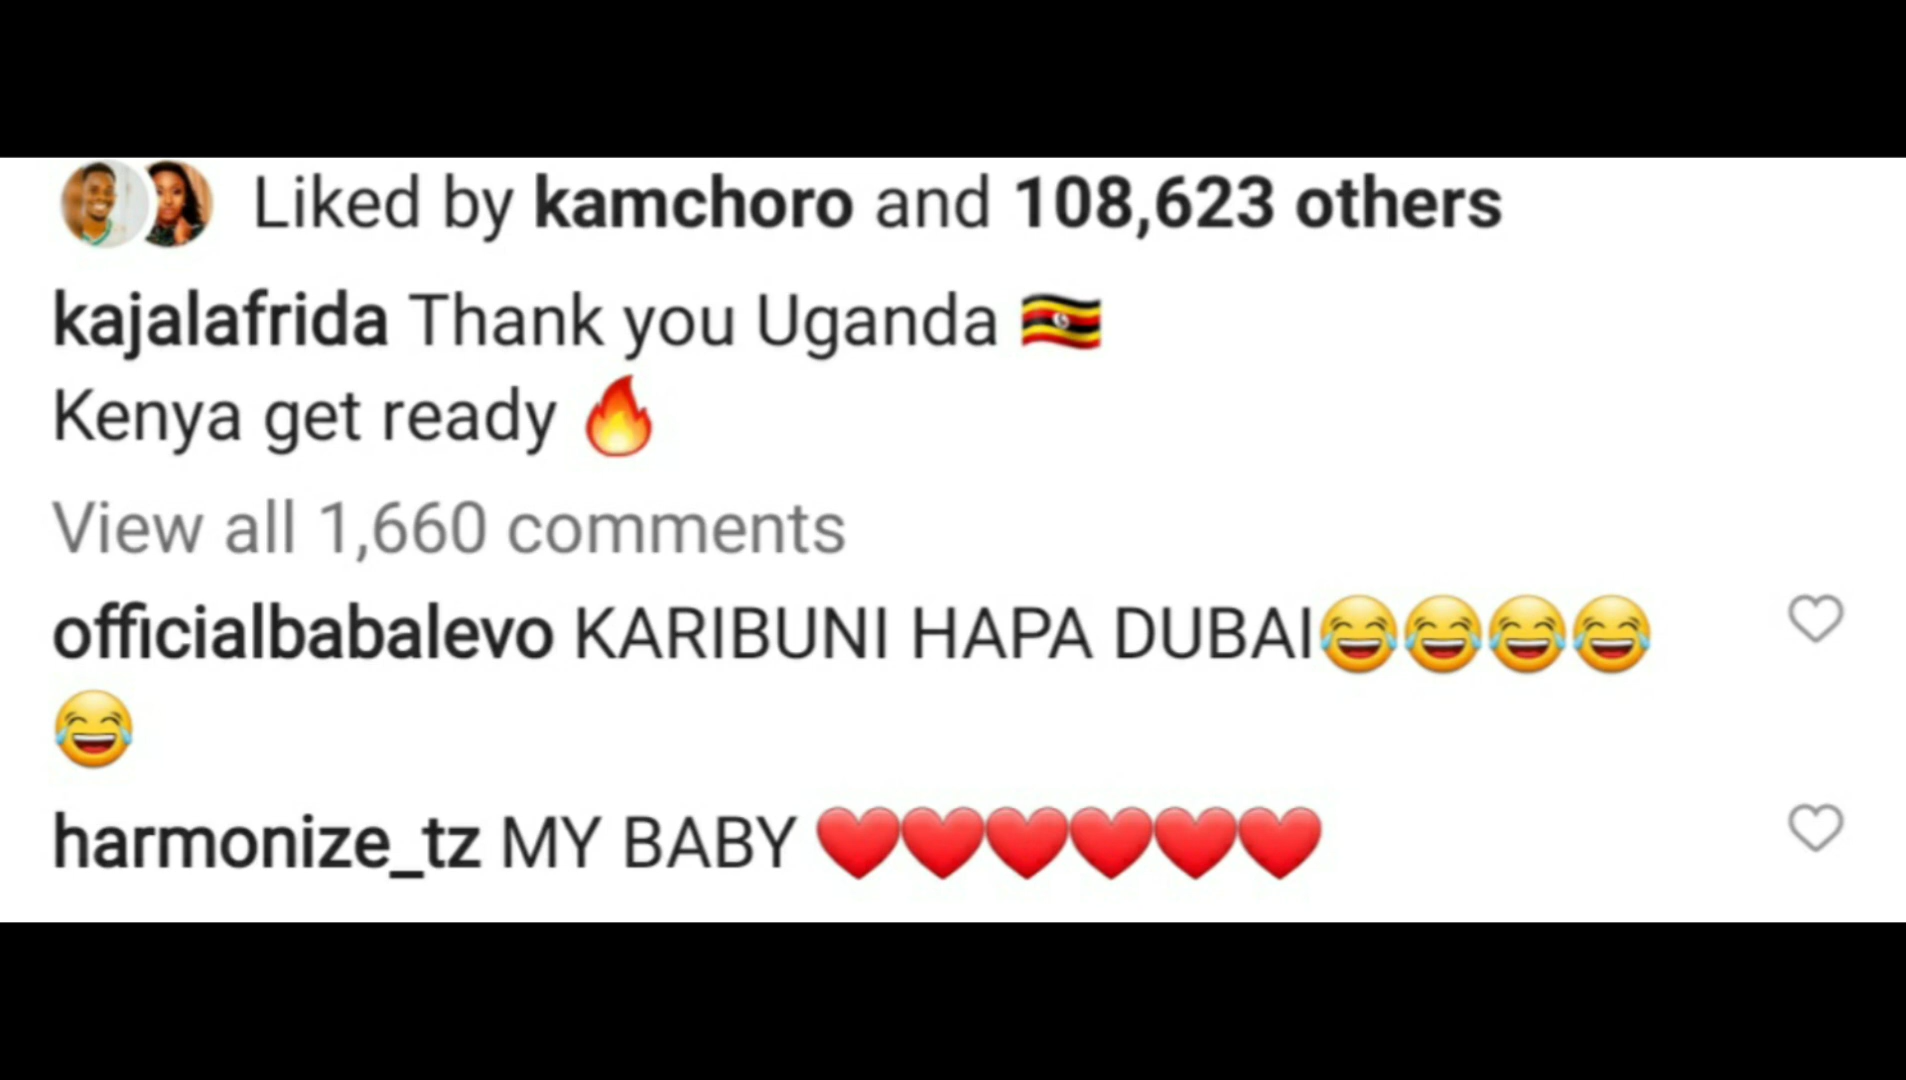 Liked by kamchoro and 108,623 others
kajalafrida Thank you Uganda 🇺🇬
Kenya get ready 🔥
View all 1,660 comments
officialbabalevo KARIBUNI HAPA DUBAI😂😂😂😂
😂
harmonize_tz MY BABY ❤️❤️❤️❤️❤️❤️